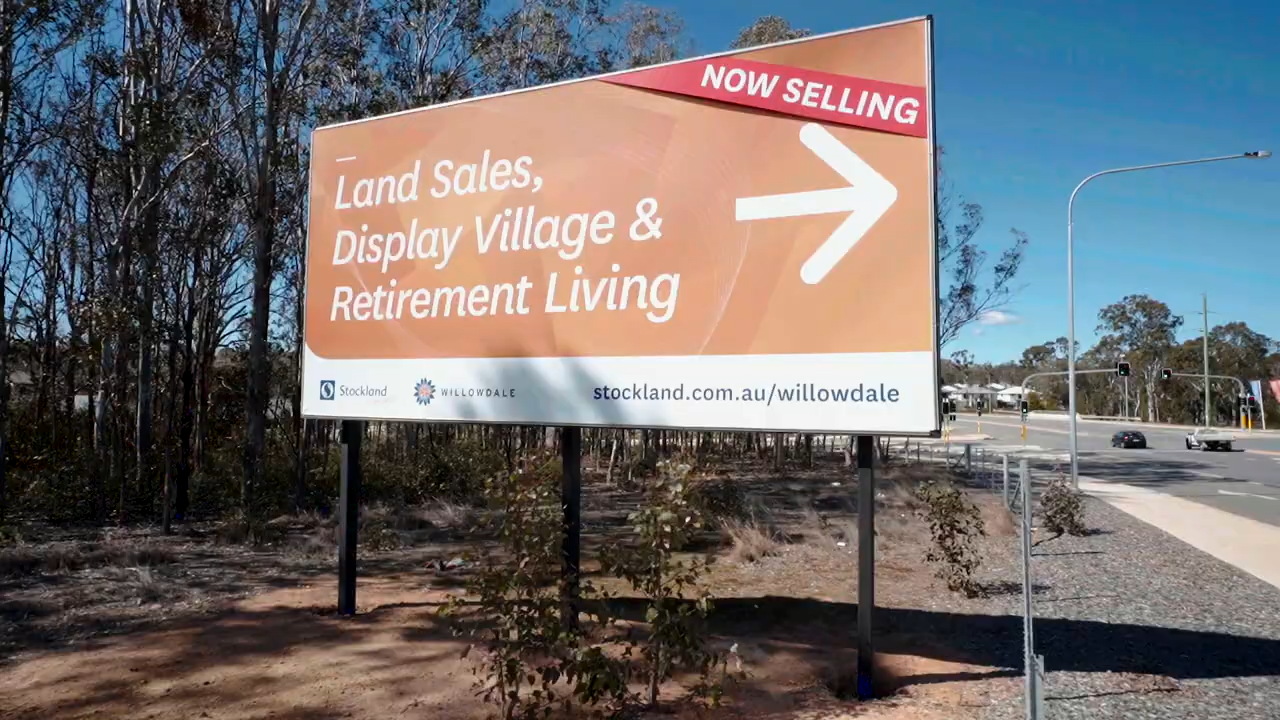 NOW SELLING
Land Sales,
Display Village &
Retirement Living
Stockland
WILLOWDALE
stockland.com.au/willowdale